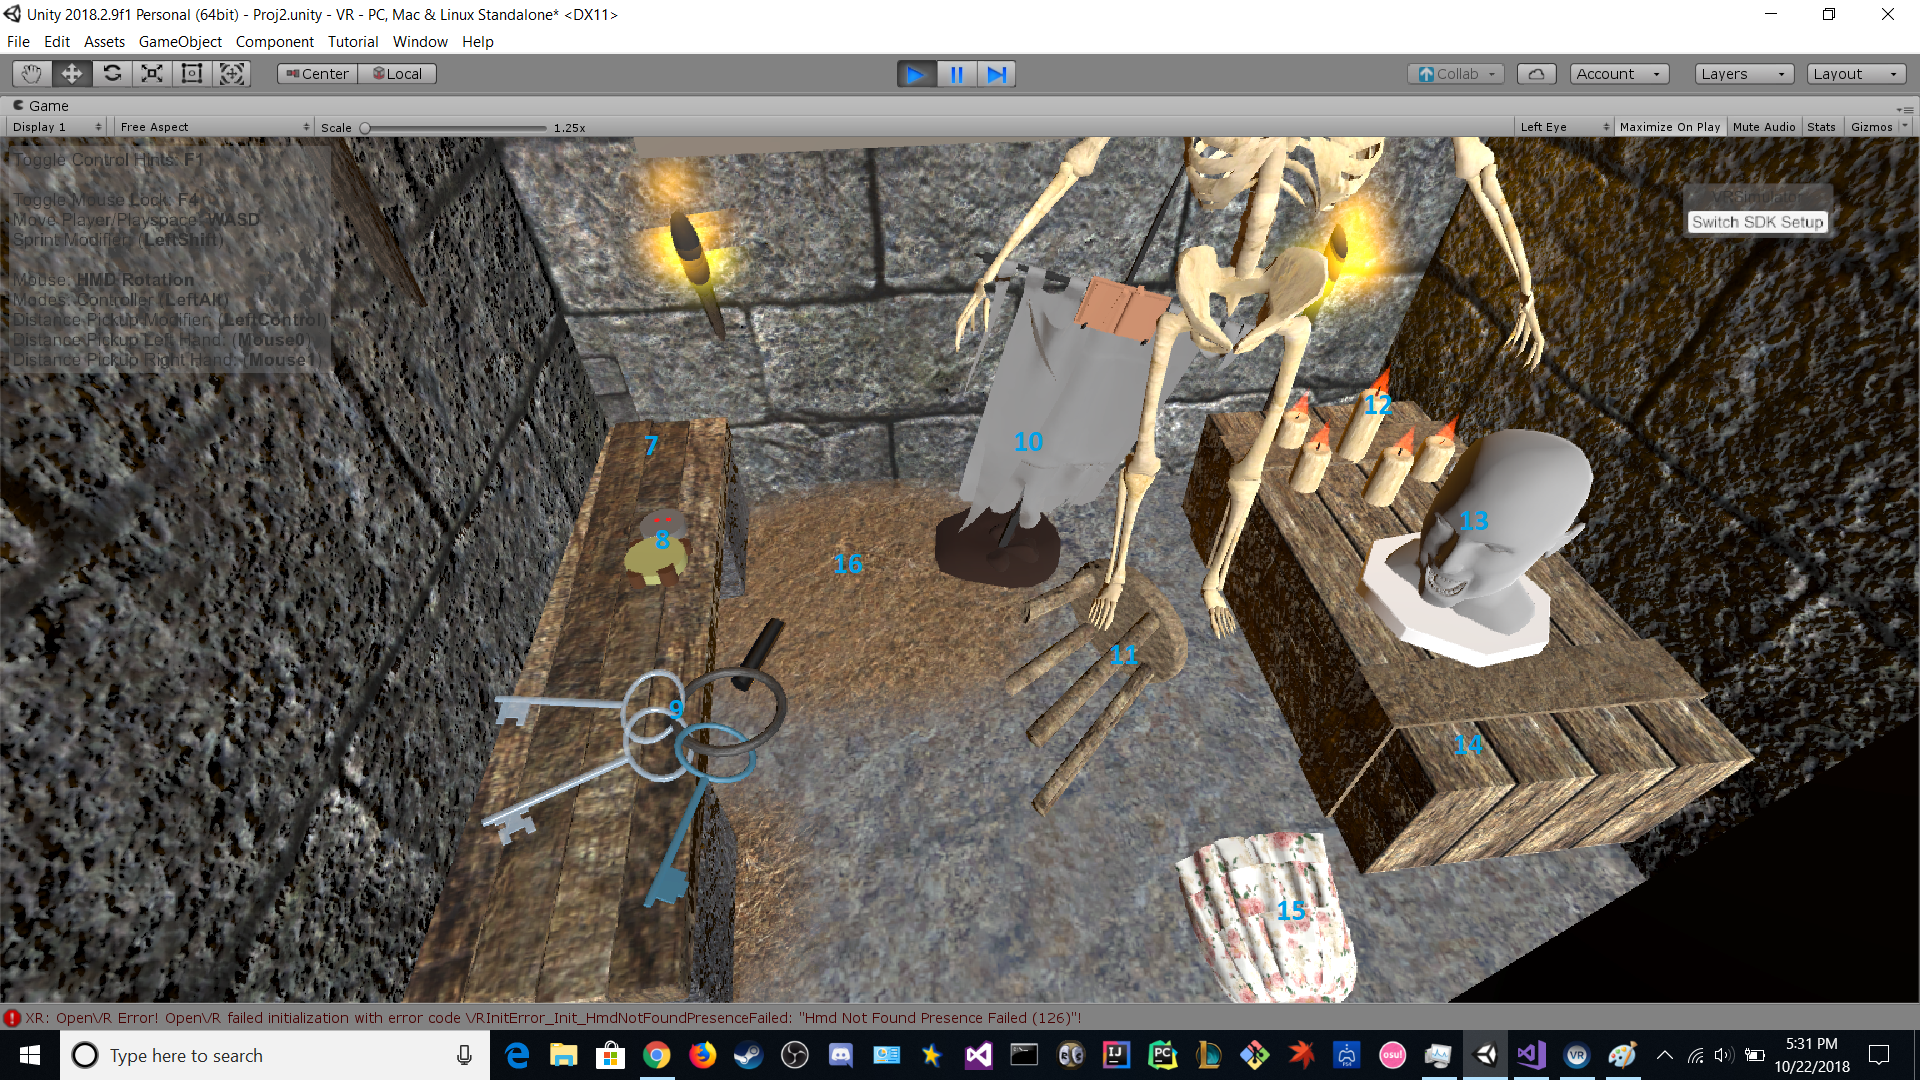 Unity 2018.2.9f1 Personal (64bit) - Proj2.unity - VR - PC, Mac & Linux Standalone* <DX11>
File Edit Assets GameObject Component Tutorial Window Help
Center Local Collab Account Layers Layout
Game
Display 1 Free Aspect Scale 1.25x Left Eye Maximize On Play Mute Audio Stats Gizmos
Toggle Control Hints: F1
Toggle Mouse Lock: F4
Move Player/Playspace: WASD
Sprint Modifier: (LeftShift)
Mouse: HMD Rotation
Modes: Controller (LeftAlt)
Distance Pickup Modifier: (LeftControl)
Distance Pickup Left Hand: (Mouse0)
Distance Pickup Right Hand: (Mouse1)
VRSimulator
Switch SDK Setup
12
10
7
13
8
16
11
9
14
15
XR: OpenVR Error! OpenVR failed initialization with error code VRInitError_Init_HmdNotFoundPresenceFailed: "Hmd Not Found Presence Failed (126)"!
Type here to search
IJ
PC
osu!
VR
5:31 PM
10/22/2018